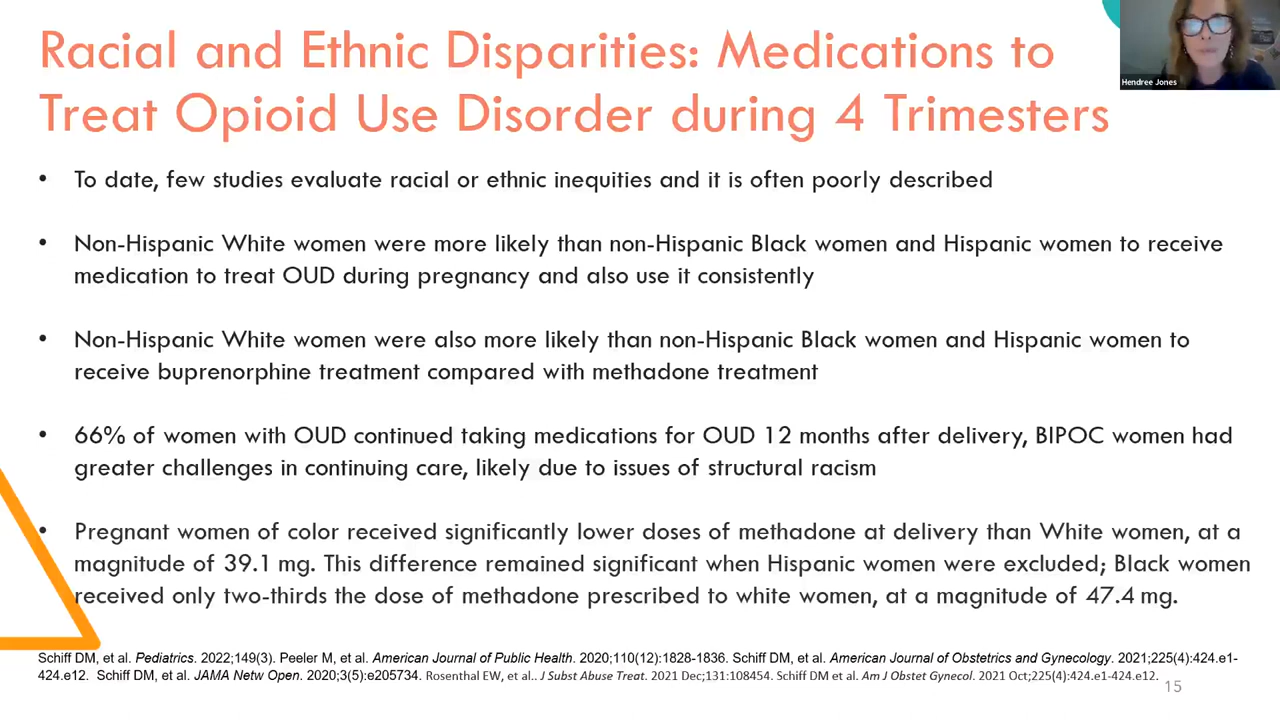 Racial and Ethnic Disparities: Medications to
Treat Opioid Use Disorder during 4 Trimesters
Hendree Jones
• To date, few studies evaluate racial or ethnic inequities and it is often poorly described
• Non-Hispanic White women were more likely than non-Hispanic Black women and Hispanic women to receive
medication to treat OUD during pregnancy and also use it consistently
• Non-Hispanic White women were also more likely than non-Hispanic Black women and Hispanic women to
receive buprenorphine treatment compared with methadone treatment
• 66% of women with OUD continued taking medications for OUD 12 months after delivery, BIPOC women had
greater challenges in continuing care, likely due to issues of structural racism
• Pregnant women of color received significantly lower doses of methadone at delivery than White women, at a
magnitude of 39.1 mg. This difference remained significant when Hispanic women were excluded; Black women
received only two-thirds the dose of methadone prescribed to white women, at a magnitude of 47.4 mg.
Schiff DM, et al. Pediatrics. 2022;149(3). Peeler M, et al. American Journal of Public Health. 2020;110(12):1828-1836. Schiff DM, et al. American Journal of Obstetrics and Gynecology. 2021;225(4):424.e1-
424.e12. Schiff DM, et al. JAMA Netw Open. 2020;3(5):e205734. Rosenthal EW, et al.. J Subst Abuse Treat. 2021 Dec;131:108454. Schiff DM et al. Am J Obstet Gynecol. 2021 Oct;225(4):424.e1-424.e12.
15